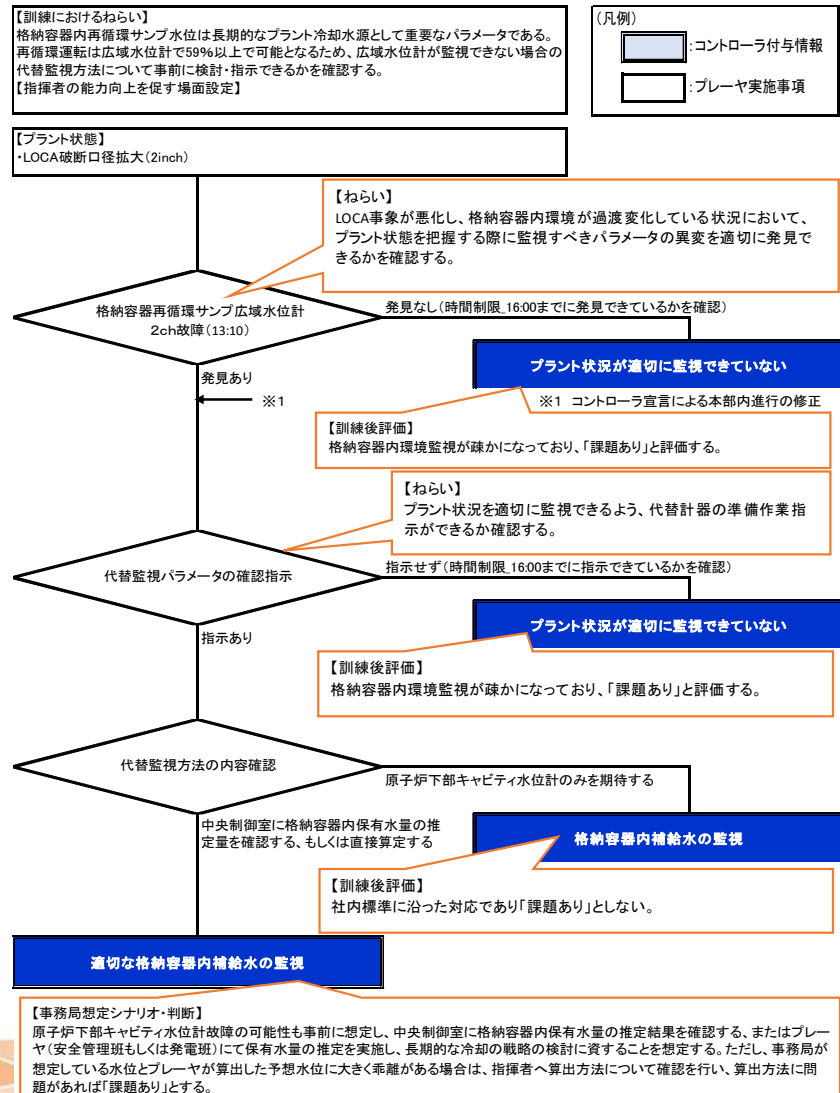 【訓練におけるねらい】
格納容器内再循環サンプ水位は長期的なプラント冷却水源として重要なパラメータである。
再循環運転は広域水位計で59%以上で可能となるため、広域水位計が監視できない場合の
代替監視方法について事前に検討・指示できるかを確認する。
【指揮者の能力向上を促す場面設定】
(凡例)
:コントローラ付与情報
:プレーヤ実施事項
【プラント状態】
・LOCA破断口径拡大(2inch)
【ねらい】
LOCA事象が悪化し、格納容器内環境が過渡変化している状況において、
プラント状態を把握する際に監視すべきパラメータの異変を適切に発見で
きるかを確認する。
格納容器再循環サンプ広域水位計
2ch故障(13:10)
発見なし(時間制限_16:00までに発見できているかを確認)
プラント状況が適切に監視できていない
発見あり
※1
※1 コントローラ宣言による本部内進行の修正
【訓練後評価】
格納容器内環境監視が疎かになっており、「課題あり」と評価する。
【ねらい】
プラント状況を適切に監視できるよう、代替計器の準備作業指
示ができるか確認する。
代替監視パラメータの確認指示
指示せず(時間制限_16:00までに指示できているかを確認)
プラント状況が適切に監視できていない
指示あり
【訓練後評価】
格納容器内環境監視が疎かになっており、「課題あり」と評価する。
代替監視方法の内容確認
原子炉下部キャビティ水位計のみを期待する
中央制御室に格納容器内保有水量の推
定量を確認する、もしくは直接算定する
格納容器内補給水の監視
【訓練後評価】
社内標準に沿った対応であり「課題あり」としない。
適切な格納容器内補給水の監視
【事務局想定シナリオ・判断】
原子炉下部キャビティ水位計故障の可能性も事前に想定し、中央制御室に格納容器内保有水量の推定結果を確認する、またはプレー
ヤ(安全管理班もしくは発電班)にて保有水量の推定を実施し、長期的な冷却の戦略の検討に資することを想定する。ただし、事務局が
想定している水位とプレーヤが算出した予想水位に大きく乖離がある場合は、指揮者へ算出方法について確認を行い、算出方法に問
題があれば「課題あり」とする。